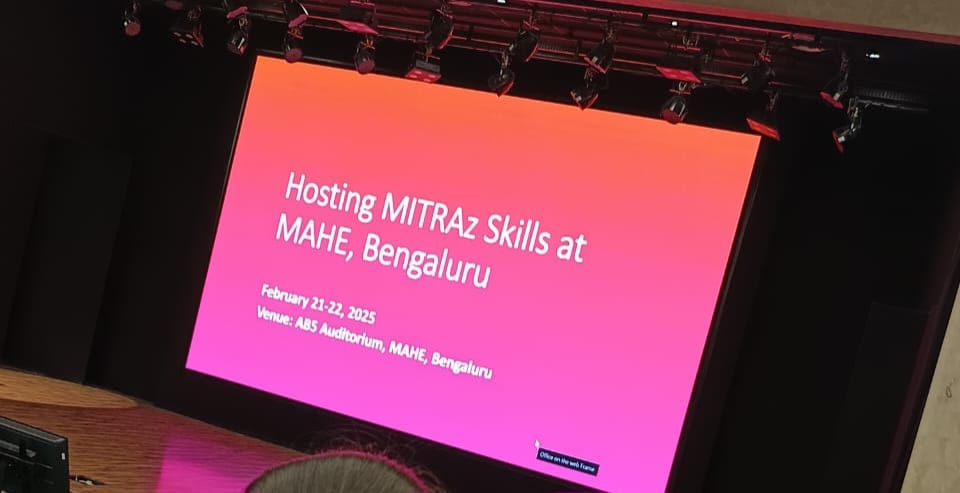 Hosting MITRAz Skills at
MAHE, Bengaluru
February 21-22, 2025
Venue: AB5 Auditorium, MAHE, Bengaluru
Office on the web Frame